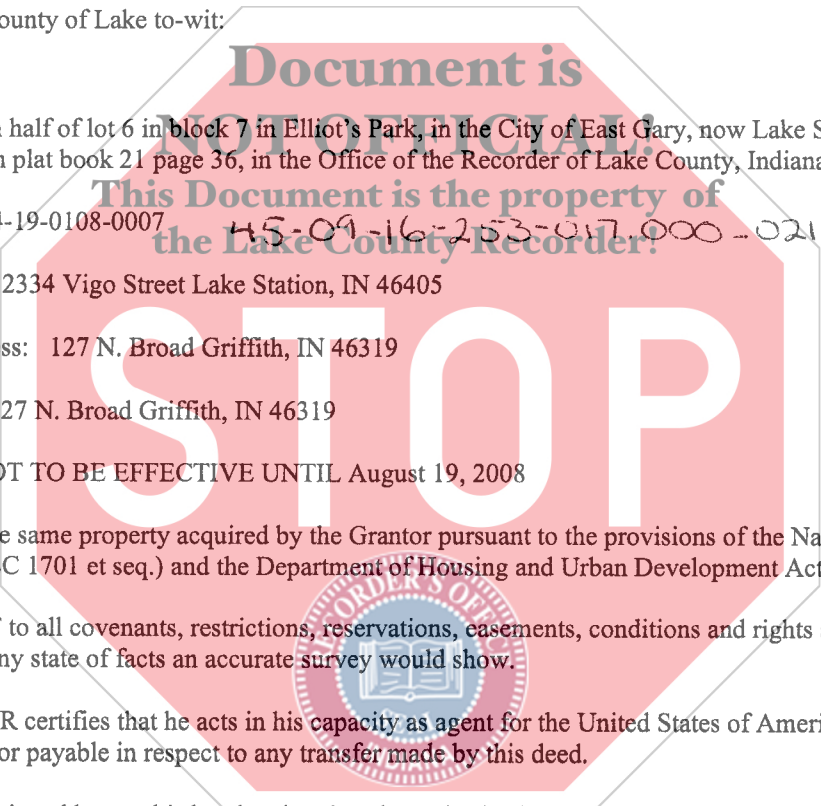 ounty of Lake to-wit:
Document is
half of lot 6 in block 7 in Elliot's Park, in the City of East Gary, now Lake S
NOT OFFICIAL!
plat book 21 page 36, in the Office of the Recorder of Lake County, Indiana
This Document is the property of
-19-0108-0007 45-09-16-253-017.000-021
the Lake County Recorder!
2334 Vigo Street Lake Station, IN 46405
ss: 127 N. Broad Griffith, IN 46319
27 N. Broad Griffith, IN 46319
STOP
OT TO BE EFFECTIVE UNTIL August 19, 2008
e same property acquired by the Grantor pursuant to the provisions of the Na
C 1701 et seq.) and the Department of Housing and Urban Development Act
RECORDER'S OFFICE
to all covenants, restrictions, reservations, easements, conditions and rights
ny state of facts an accurate survey would show.
SEAL
R certifies that he acts in his capacity as agent for the United States of Ameri
or payable in respect to any transfer made by this deed.
INDIANA